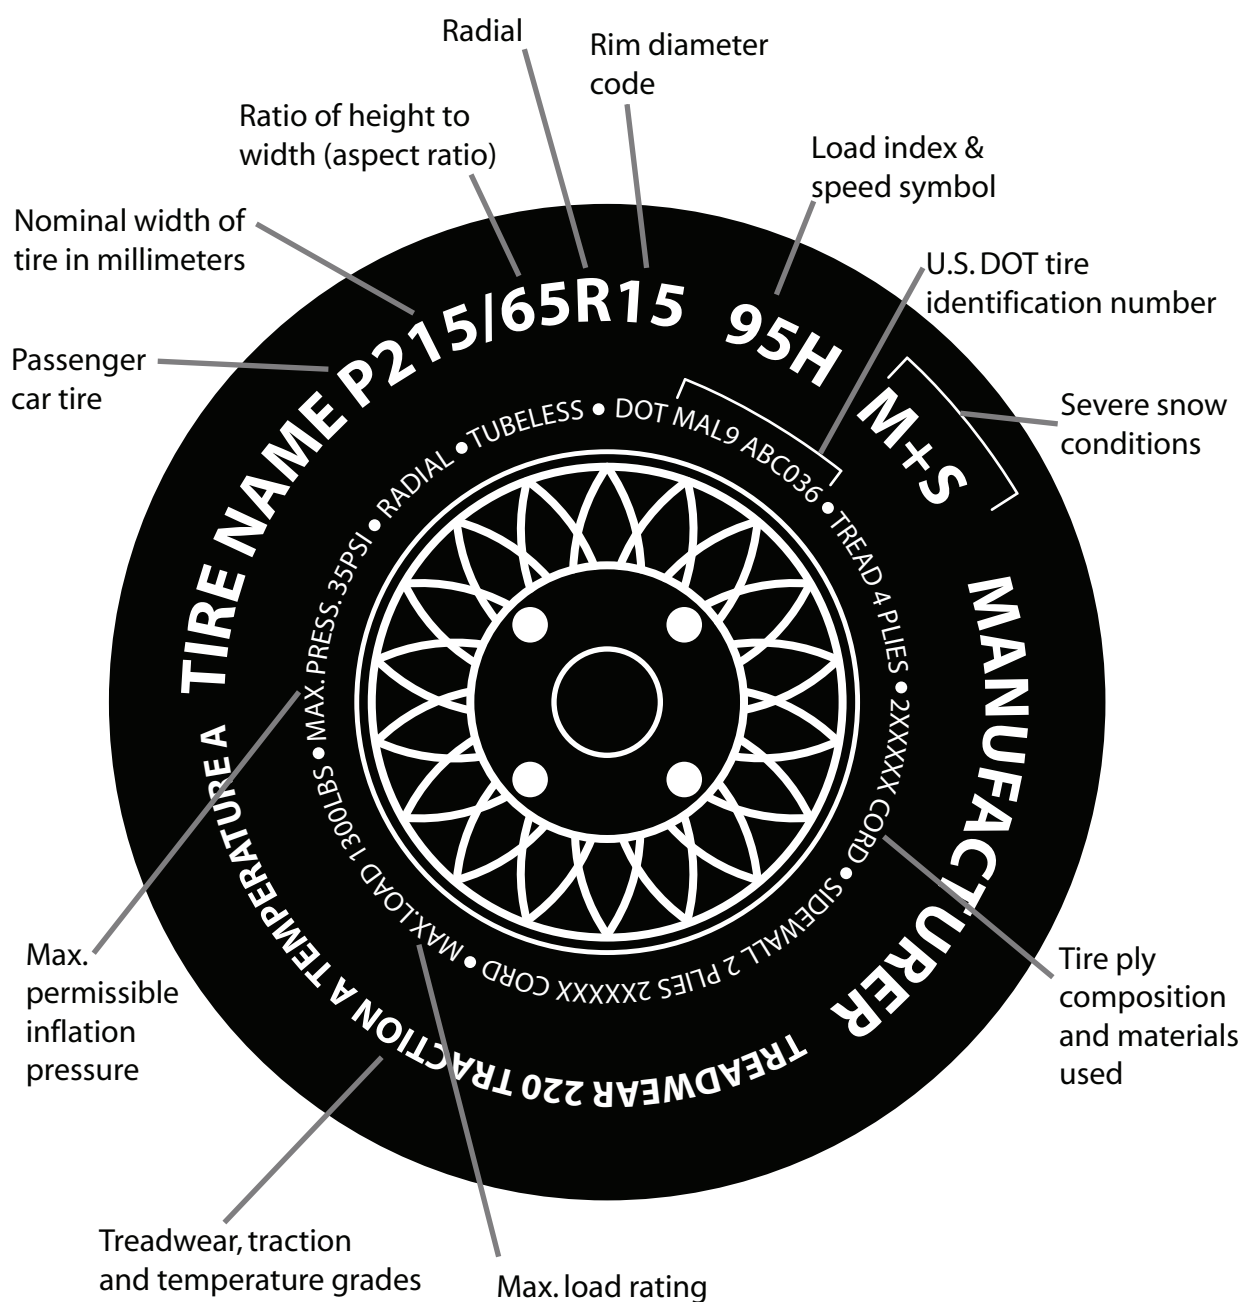 Radial
Rim diameter
code
Ratio of height to
width (aspect ratio)
Load index &
speed symbol
Nominal width of
tire in millimeters
U.S. DOT tire
identification number
Passenger
car tire
Severe snow
conditions
TIRE NAME P215/65R15 95H M+S
MANUFACTURER
TREADWEAR 220 TRACTION A TEMPERATURE A
MAX. PRESS. 35PSI • RADIAL • TUBELESS • DOT MAL9 ABC036 • TREAD 4 PLIES • 2XXXXX CORD • SIDEWALL 2 PLIES 2XXXXX CORD • MAX.LOAD 1300LBS •
Max.
permissible
inflation
pressure
Tire ply
composition
and materials
used
Treadwear, traction
and temperature grades
Max. load rating